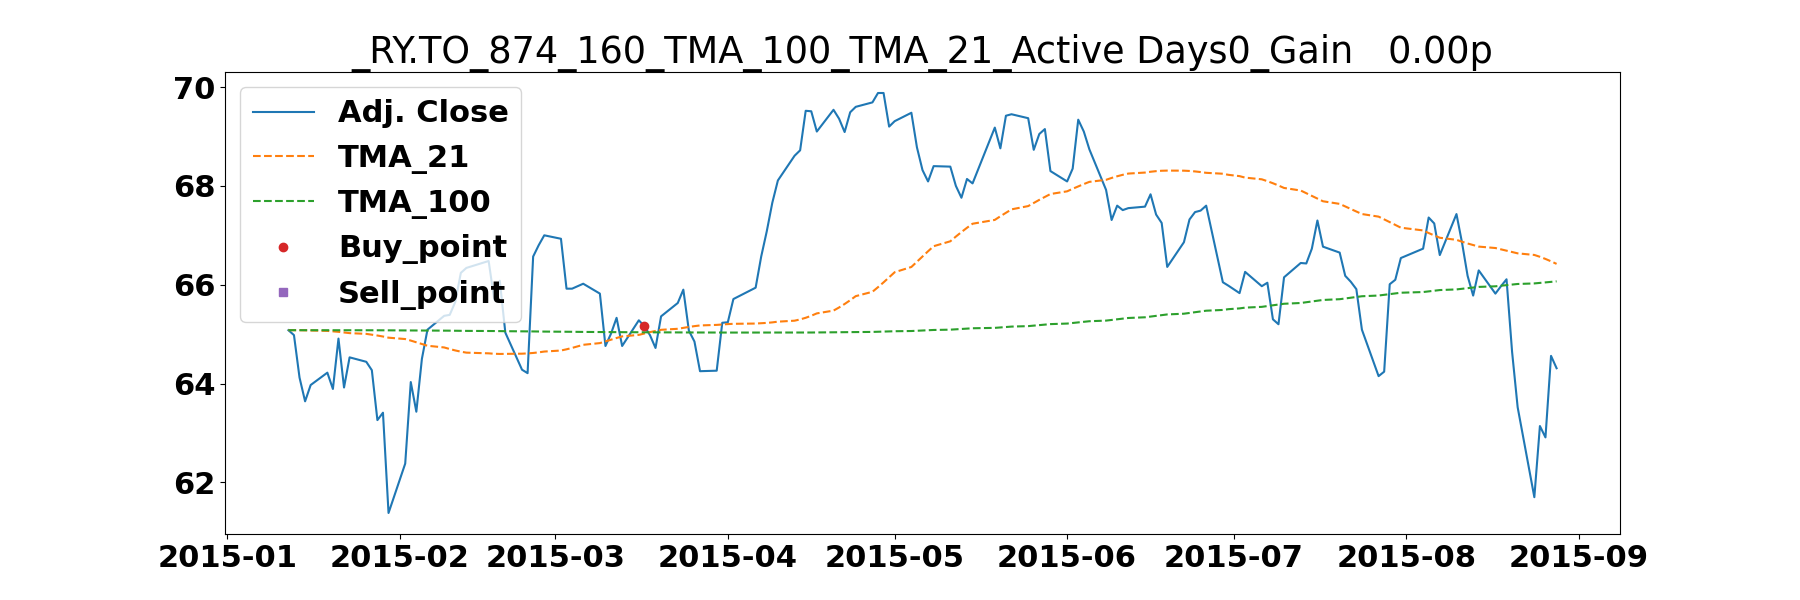 _RY.TO_874_160_TMA_100_TMA_21_Active Days0_Gain   0.00p
70
68
66
64
62
Adj. Close
TMA_21
TMA_100
Buy_point
Sell_point
2015-01 2015-02 2015-03 2015-04 2015-05 2015-06 2015-07 2015-08 2015-09